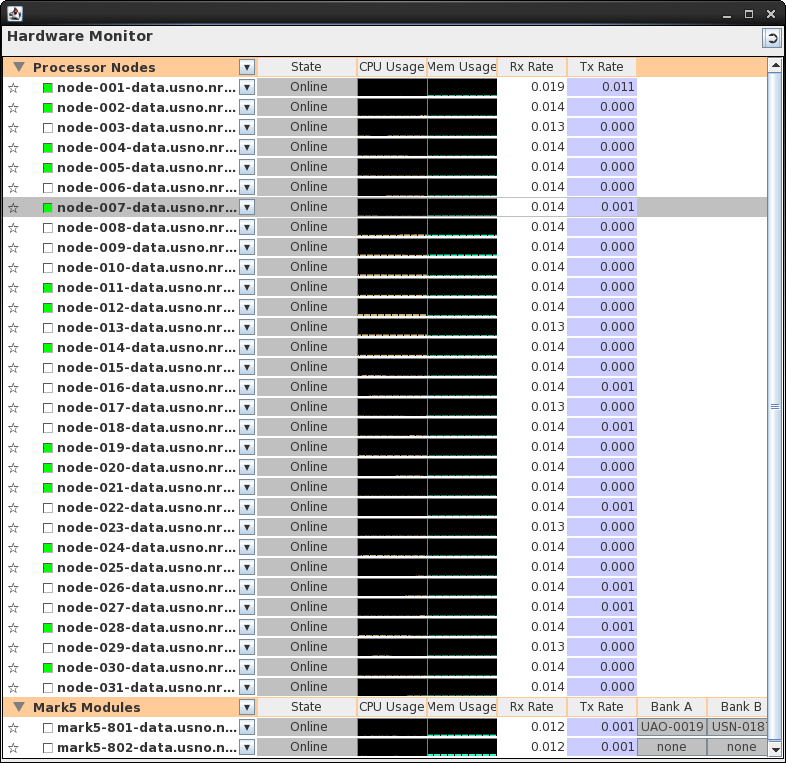 Hardware Monitor
Processor Nodes State CPU Usage Mem Usage Rx Rate Tx Rate
node-001-data.usno.nr... Online 0.019 0.011
node-002-data.usno.nr... Online 0.014 0.000
node-003-data.usno.nr... Online 0.013 0.000
node-004-data.usno.nr... Online 0.014 0.000
node-005-data.usno.nr... Online 0.014 0.000
node-006-data.usno.nr... Online 0.014 0.000
node-007-data.usno.nr... Online 0.014 0.001
node-008-data.usno.nr... Online 0.014 0.000
node-009-data.usno.nr... Online 0.014 0.000
node-010-data.usno.nr... Online 0.014 0.000
node-011-data.usno.nr... Online 0.014 0.000
node-012-data.usno.nr... Online 0.014 0.000
node-013-data.usno.nr... Online 0.013 0.000
node-014-data.usno.nr... Online 0.014 0.000
node-015-data.usno.nr... Online 0.014 0.000
node-016-data.usno.nr... Online 0.014 0.001
node-017-data.usno.nr... Online 0.013 0.000
node-018-data.usno.nr... Online 0.014 0.001
node-019-data.usno.nr... Online 0.014 0.000
node-020-data.usno.nr... Online 0.014 0.000
node-021-data.usno.nr... Online 0.014 0.000
node-022-data.usno.nr... Online 0.014 0.001
node-023-data.usno.nr... Online 0.013 0.000
node-024-data.usno.nr... Online 0.014 0.000
node-025-data.usno.nr... Online 0.014 0.000
node-026-data.usno.nr... Online 0.014 0.001
node-027-data.usno.nr... Online 0.014 0.001
node-028-data.usno.nr... Online 0.014 0.001
node-029-data.usno.nr... Online 0.013 0.000
node-030-data.usno.nr... Online 0.014 0.000
node-031-data.usno.nr... Online 0.014 0.000
Mark5 Modules State CPU Usage Mem Usage Rx Rate Tx Rate Bank A Bank B
mark5-801-data.usno.n... Online 0.012 0.001 UAO-0019 USN-018
mark5-802-data.usno.n... Online 0.012 0.001 none none